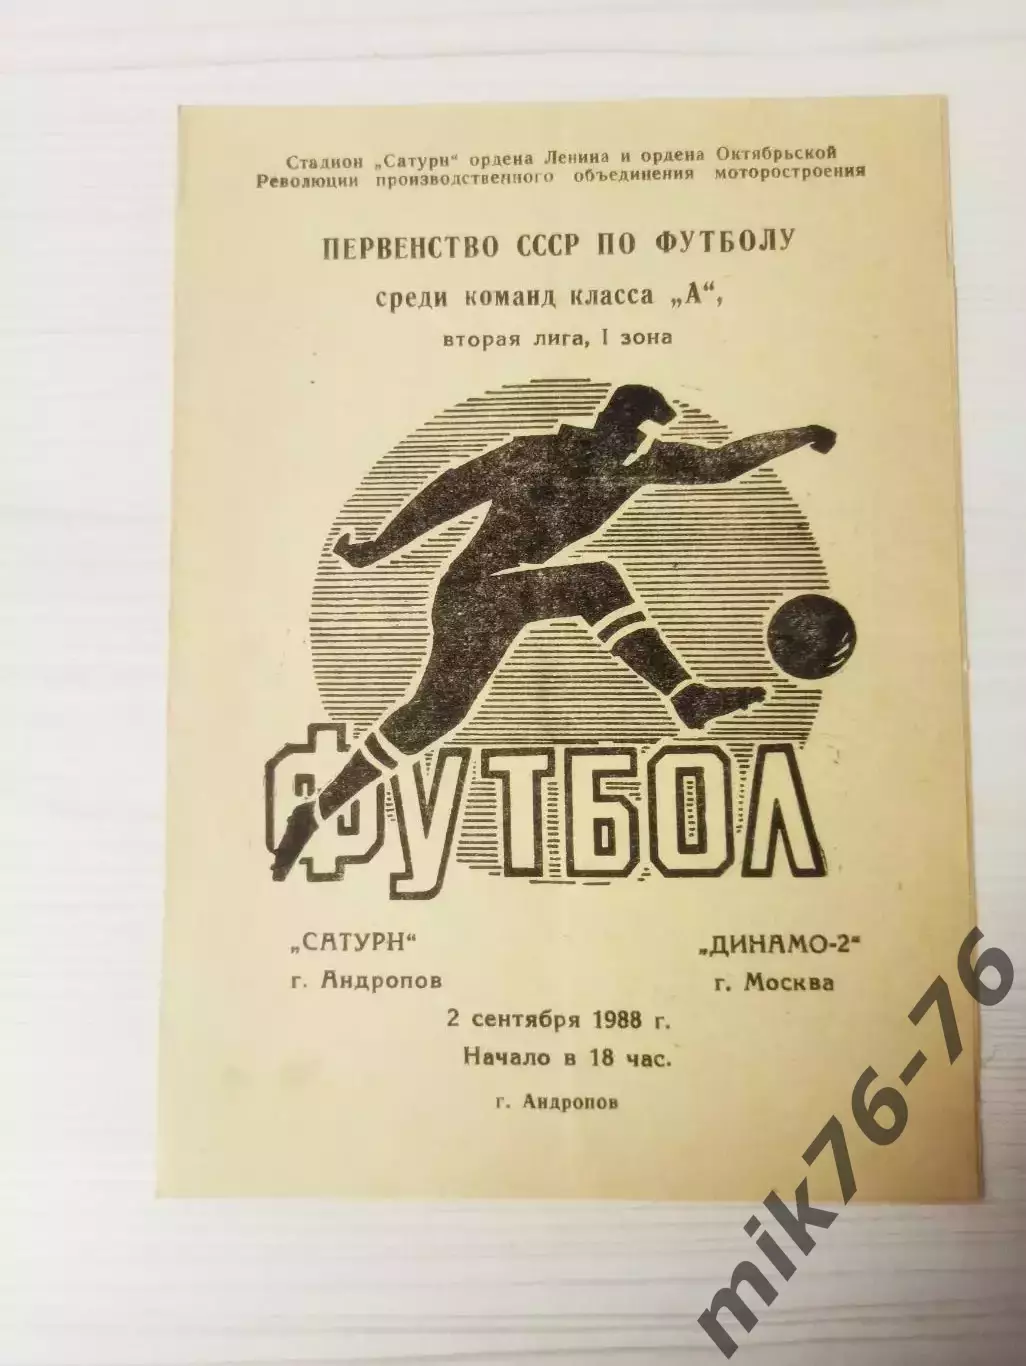 Стадион „Сатурн“ ордена Ленина и ордена Октябрьской
Революции производственного объединения моторостроения
ПЕРВЕНСТВО СССР ПО ФУТБОЛУ
среди команд класса „А“,
вторая лига, I зона
ФУТБОЛ
„САТУРН“ „ДИНАМО-2“
г. Андропов г. Москва
2 сентября 1988 г.
Начало в 18 час.
г. Андропов
mik76-76